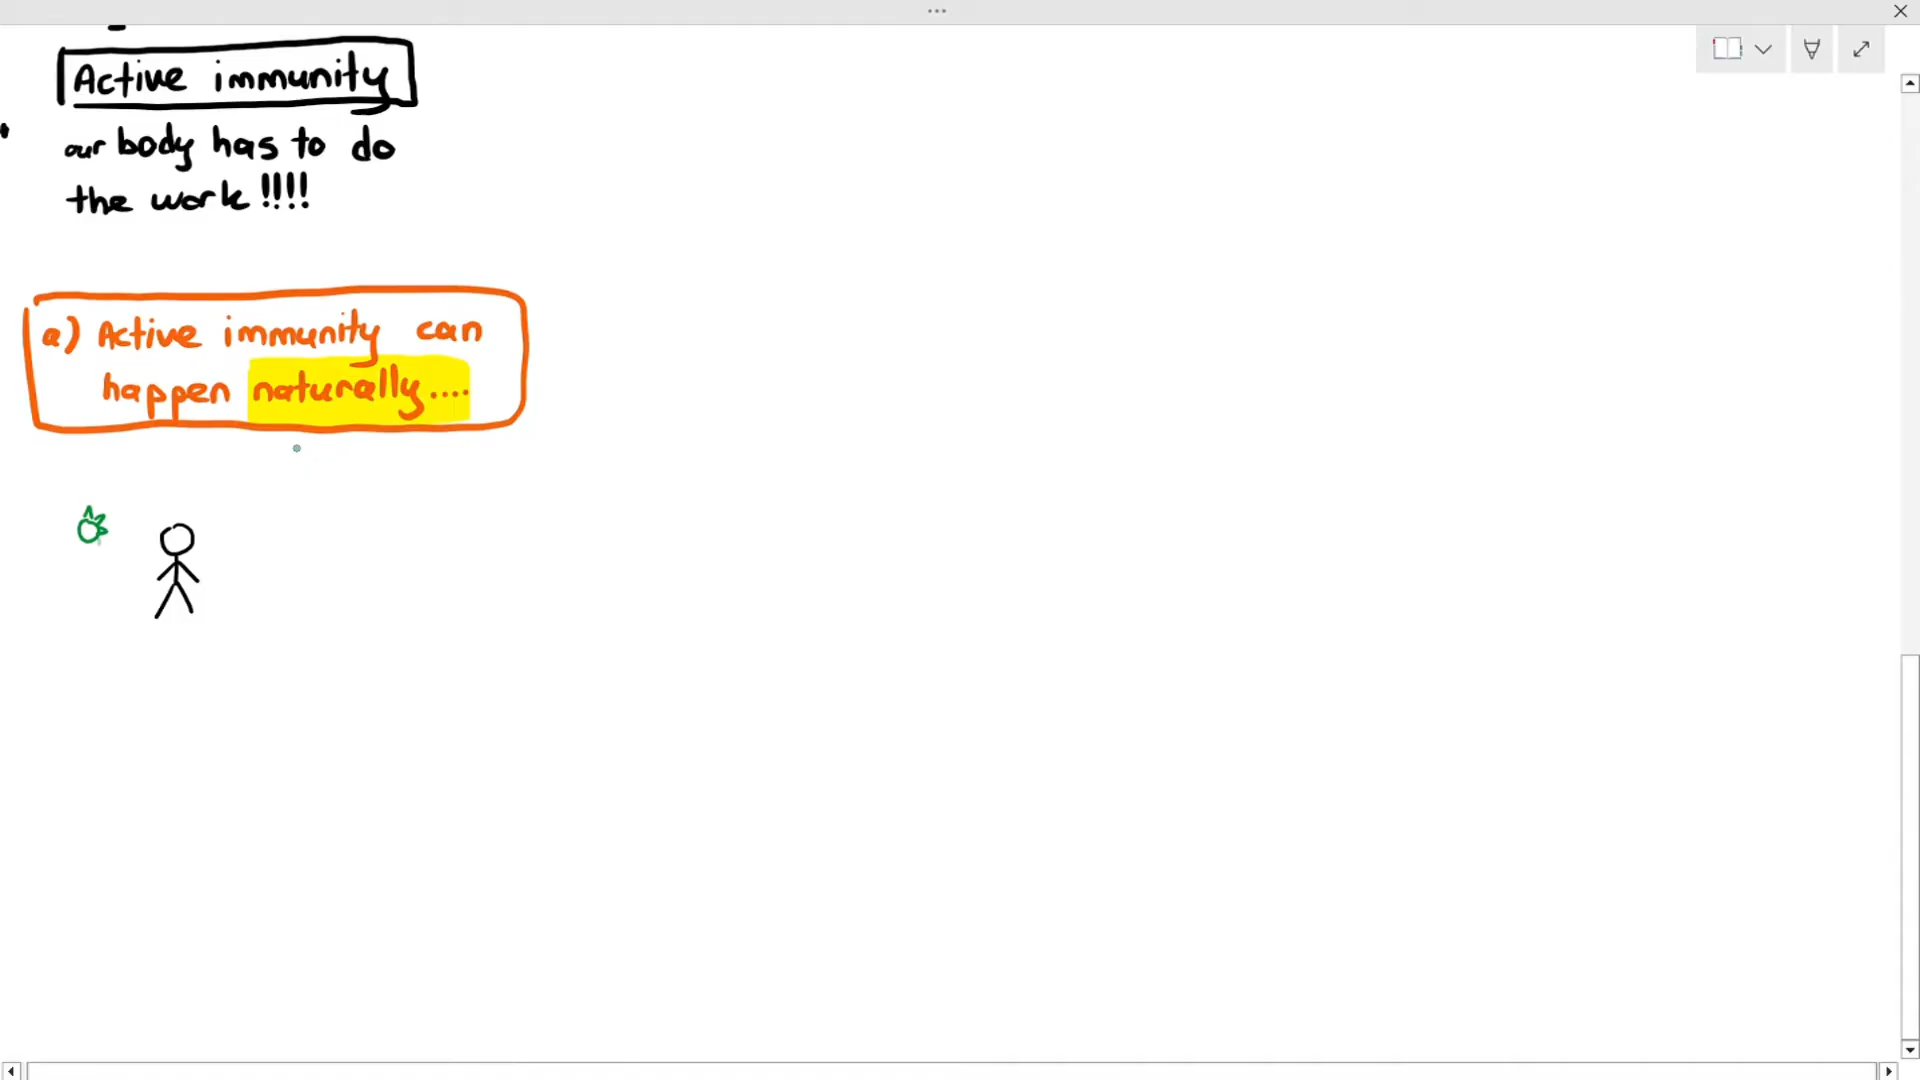 Active immunity
our body has to do
the work !!!!
a) Active immunity can
happen naturally....